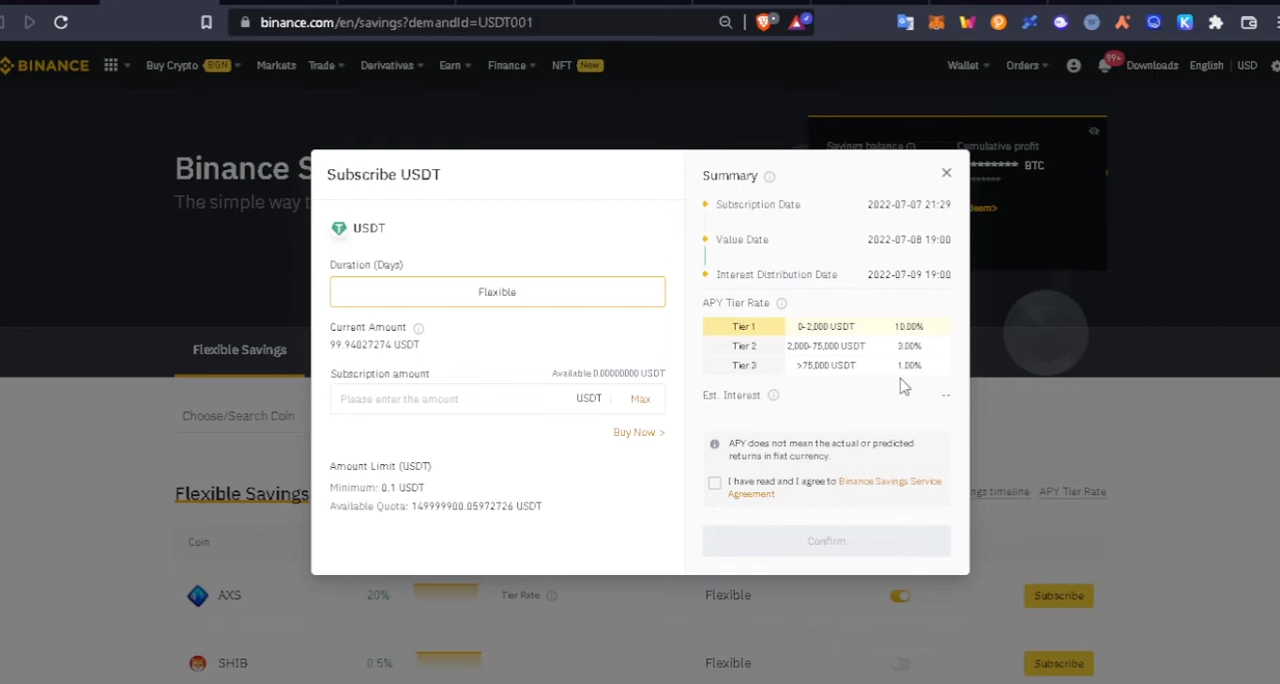 binance.com/en/savings?demandId=USDT001
BINANCE Buy Crypto BGN Markets Trade Derivatives Earn Finance NFT New Wallet Orders 99+ Downloads English USD
Binance S
The simple way t
Savings balance Cumulative profit
******** BTC
Subscribe USDT
USDT
Duration (Days)
Flexible
Current Amount
99.94027274 USDT
Subscription amount Available 0.00000000 USDT
Please enter the amount USDT Max
Buy Now >
Amount Limit (USDT)
Minimum: 0.1 USDT
Available Quota: 149999900.05972726 USDT
Summary
Subscription Date 2022-07-07 21:29
Value Date 2022-07-08 19:00
Interest Distribution Date 2022-07-09 19:00
APY Tier Rate
Tier 1 0-2,000 USDT 10.00%
Tier 2 2,000-75,000 USDT 3.00%
Tier 3 >75,000 USDT 1.00%
Est. Interest --
APY does not mean the actual or predicted
returns in fiat currency.
I have read and I agree to Binance Savings Service
Agreement
Confirm
Flexible Savings
Choose/Search Coin
Flexible Savings
ngs timeline APY Tier Rate
Coin
AXS 20% Tier Rate Flexible Subscribe
SHIB 0.5% Flexible Subscribe